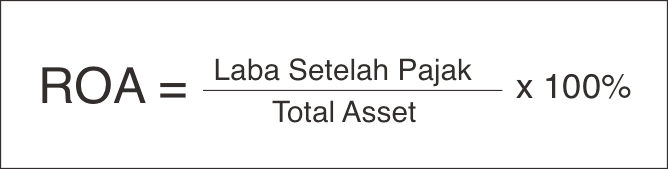 ROA = Laba Setelah Pajak x 100%
Total Asset